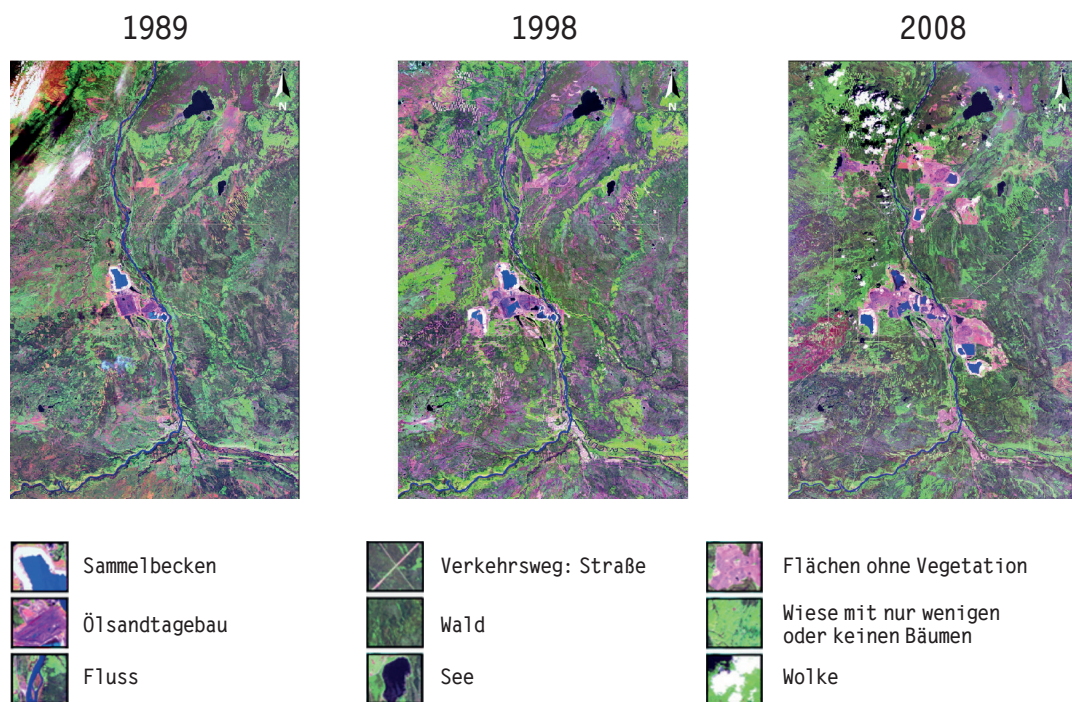 1989
1998
2008
N
N
N
Sammelbecken
Verkehrsweg: Straße
Flächen ohne Vegetation
Ölsandtagebau
Wald
Wiese mit nur wenigen
oder keinen Bäumen
Fluss
See
Wolke